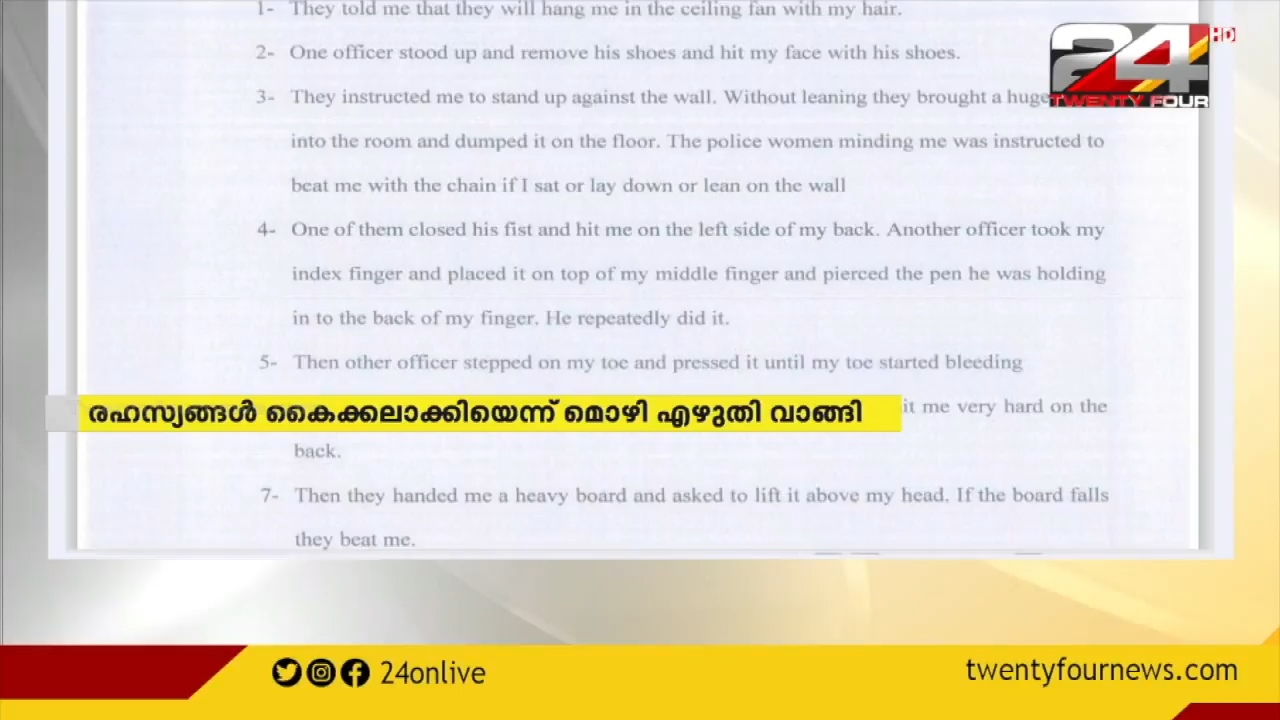 1- They told me that they will hang me in the ceiling fan with my hair.
2- One officer stood up and remove his shoes and hit my face with his shoes.
3- They instructed me to stand up against the wall. Without leaning they brought a huge
into the room and dumped it on the floor. The police women minding me was instructed to
beat me with the chain if I sat or lay down or lean on the wall
4- One of them closed his fist and hit me on the left side of my back. Another officer took my
index finger and placed it on top of my middle finger and pierced the pen he was holding
in to the back of my finger. He repeatedly did it.
5- Then other officer stepped on my toe and pressed it until my toe started bleeding
രഹസ്യങ്ങൾ കൈക്കലാക്കിയെന്ന് മൊഴി എഴുതി വാങ്ങി
me very hard on the
back.
7- Then they handed me a heavy board and asked to lift it above my head. If the board falls
they beat me.
24 HD
TWENTY FOUR
24onlive
twentyfournews.com